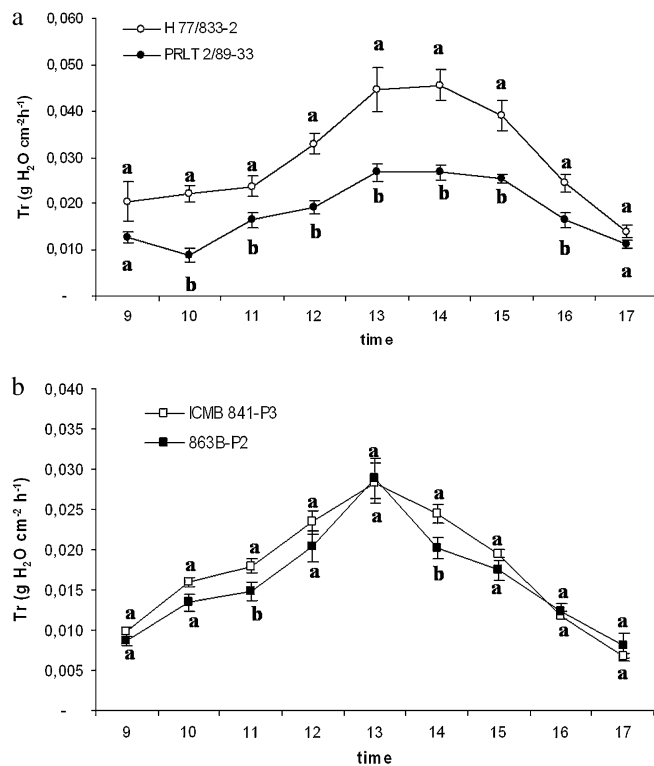 a
0,060
H 77/833-2
PRLT 2/89-33
0,050
0,040
0,030
0,020
0,010
-
Tr (g H2O cm-2h-1)
a a a a a a a a a
a b b b b b b b a
9 10 11 12 13 14 15 16 17
time
b
0,040
ICMB 841-P3
863B-P2
0,035
0,030
0,025
0,020
0,015
0,010
0,005
-
Tr (g H2O cm-2 h-1)
a a a a a a a a a
a a b a a b a a a
9 10 11 12 13 14 15 16 17
time